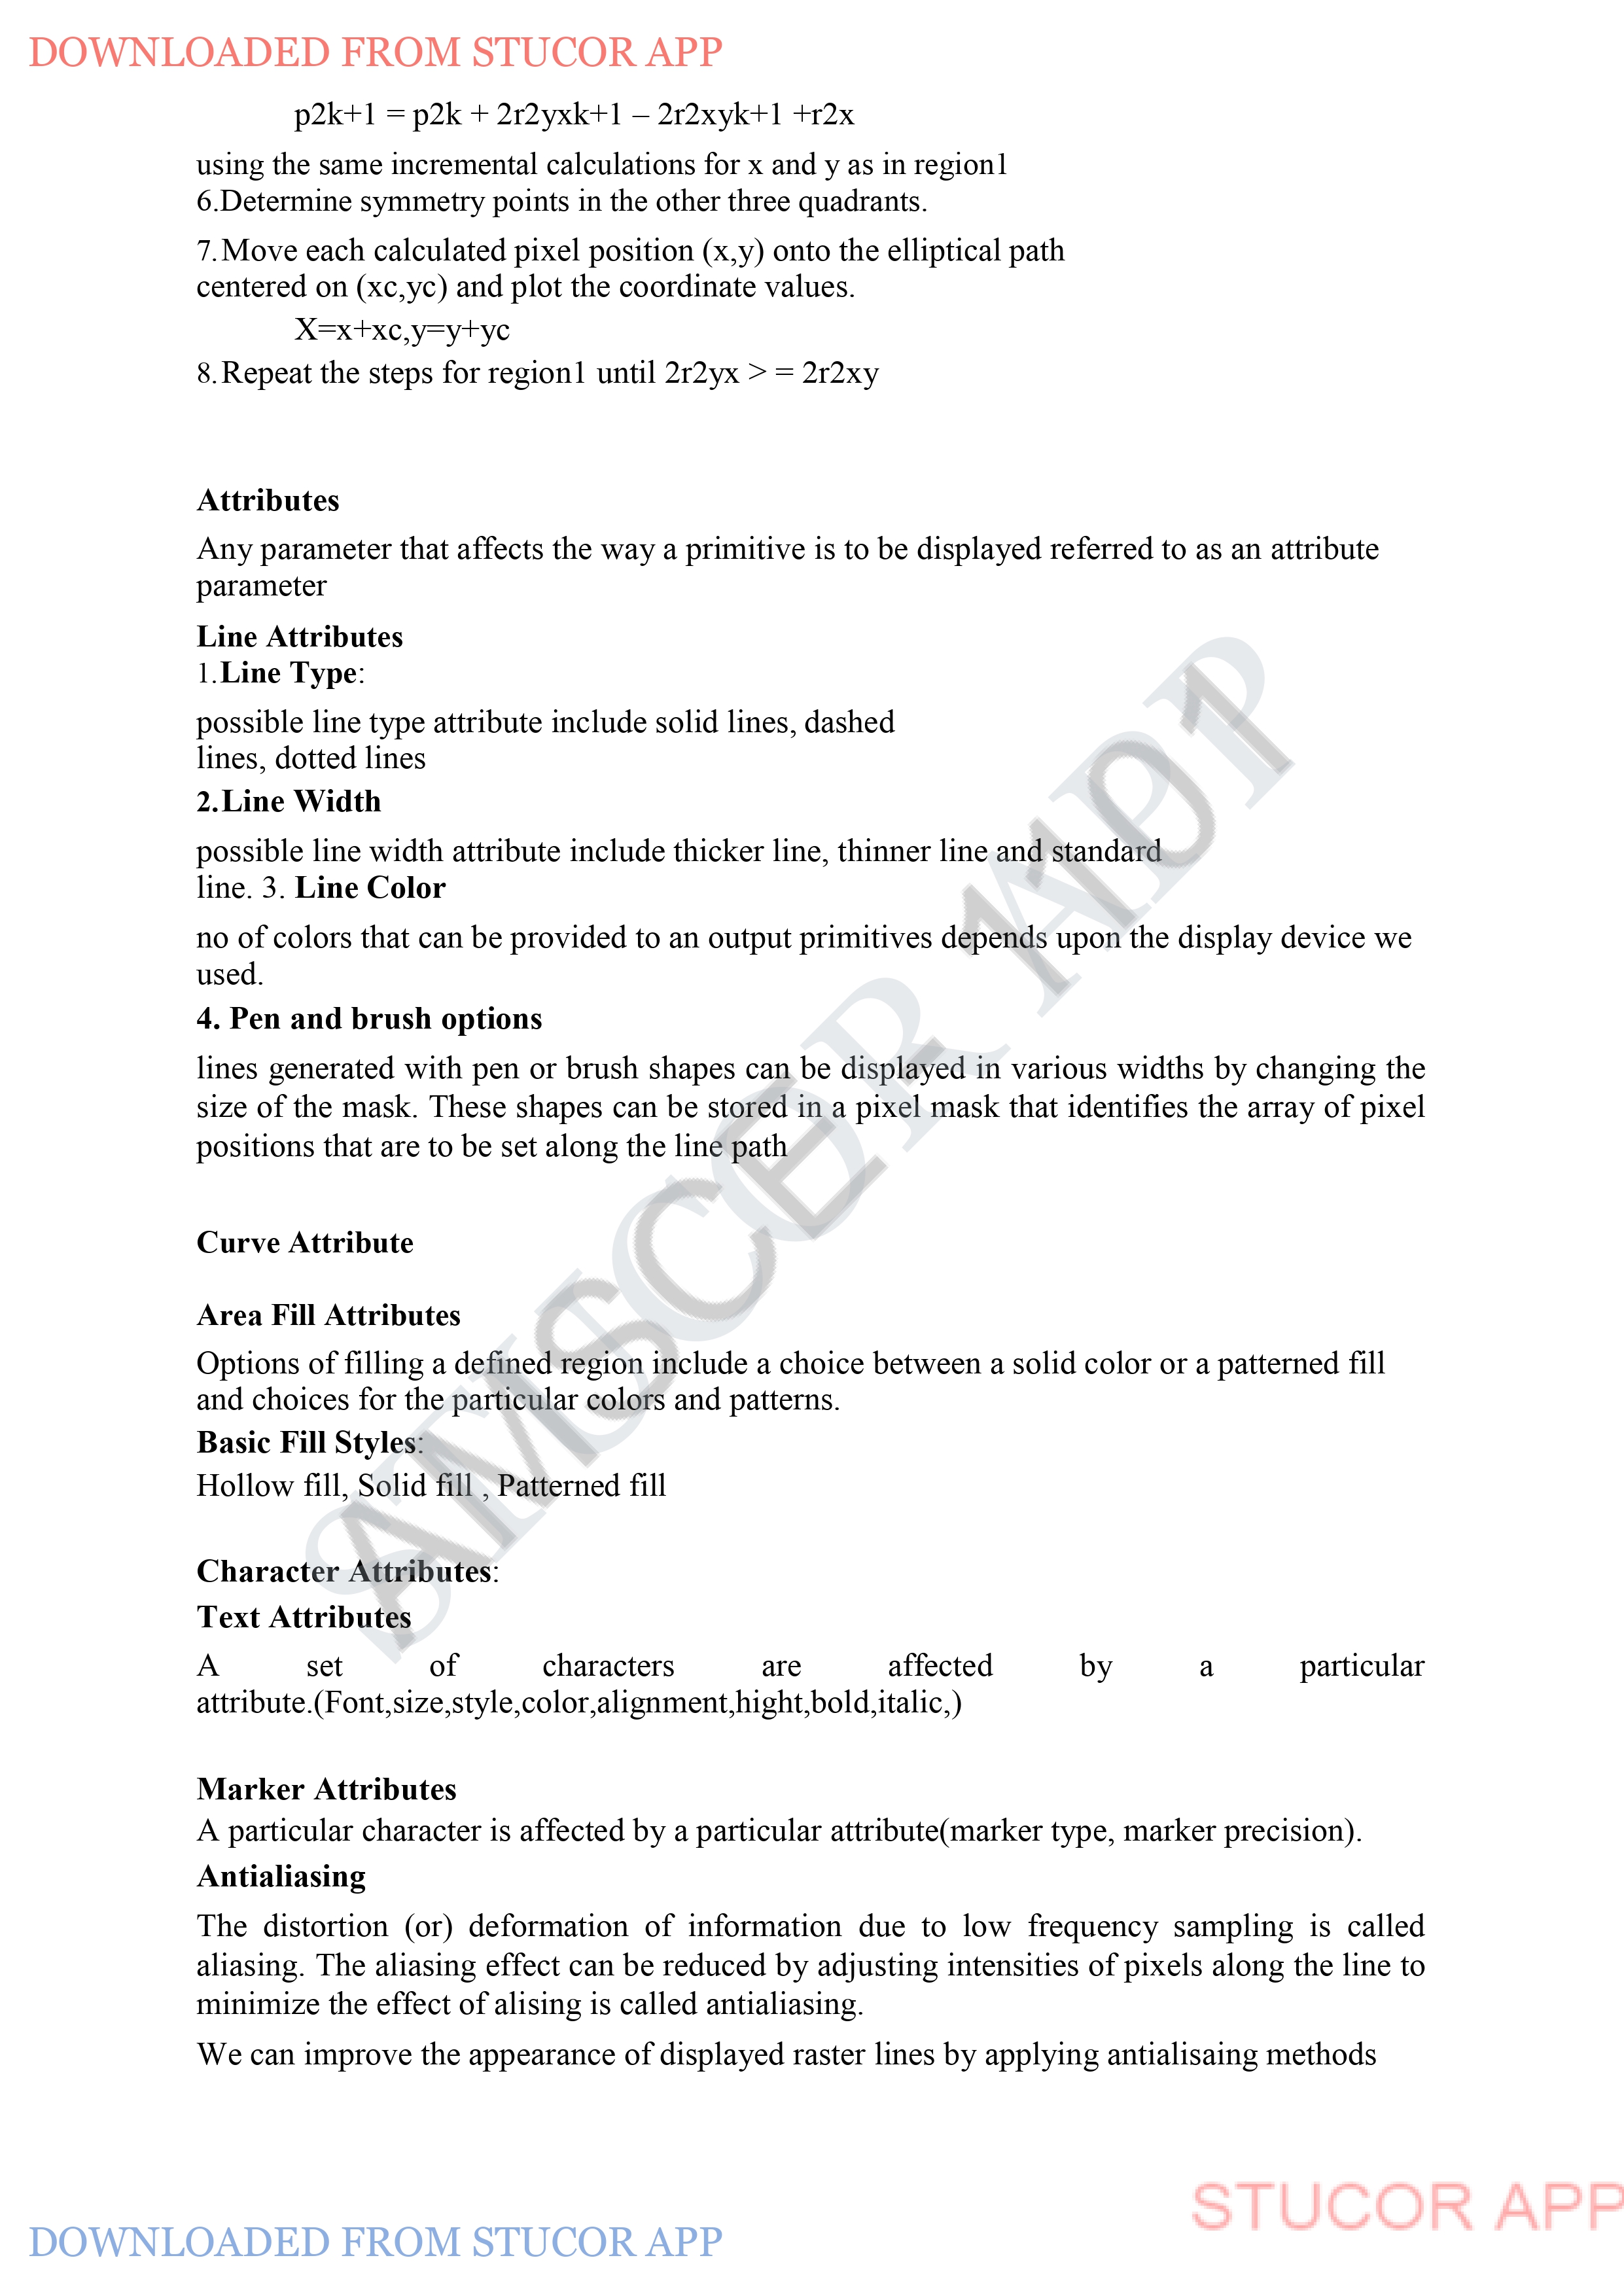 DOWNLOADED FROM STUCOR APP
p2k+1 = p2k + 2r2yxk+1 – 2r2xyk+1 +r2x
using the same incremental calculations for x and y as in region1
6.Determine symmetry points in the other three quadrants.
7.Move each calculated pixel position (x,y) onto the elliptical path
centered on (xc,yc) and plot the coordinate values.
X=x+xc,y=y+yc
8.Repeat the steps for region1 until 2r2yx > = 2r2xy
Attributes
Any parameter that affects the way a primitive is to be displayed referred to as an attribute
parameter
Line Attributes
1.Line Type:
possible line type attribute include solid lines, dashed
lines, dotted lines
2.Line Width
possible line width attribute include thicker line, thinner line and standard
line. 3. Line Color
no of colors that can be provided to an output primitives depends upon the display device we
used.
4. Pen and brush options
lines generated with pen or brush shapes can be displayed in various widths by changing the
size of the mask. These shapes can be stored in a pixel mask that identifies the array of pixel
positions that are to be set along the line path
Curve Attribute
Area Fill Attributes
Options of filling a defined region include a choice between a solid color or a patterned fill
and choices for the particular colors and patterns.
Basic Fill Styles:
Hollow fill, Solid fill , Patterned fill
Character Attributes:
Text Attributes
A set of characters are affected by a particular
attribute.(Font,size,style,color,alignment,hight,bold,italic,)
Marker Attributes
A particular character is affected by a particular attribute(marker type, marker precision).
Antialiasing
The distortion (or) deformation of information due to low frequency sampling is called
aliasing. The aliasing effect can be reduced by adjusting intensities of pixels along the line to
minimize the effect of alising is called antialiasing.
We can improve the appearance of displayed raster lines by applying antialisaing methods
STUCOR APP
AMSCE 1101
STUCOR APP
DOWNLOADED FROM STUCOR APP